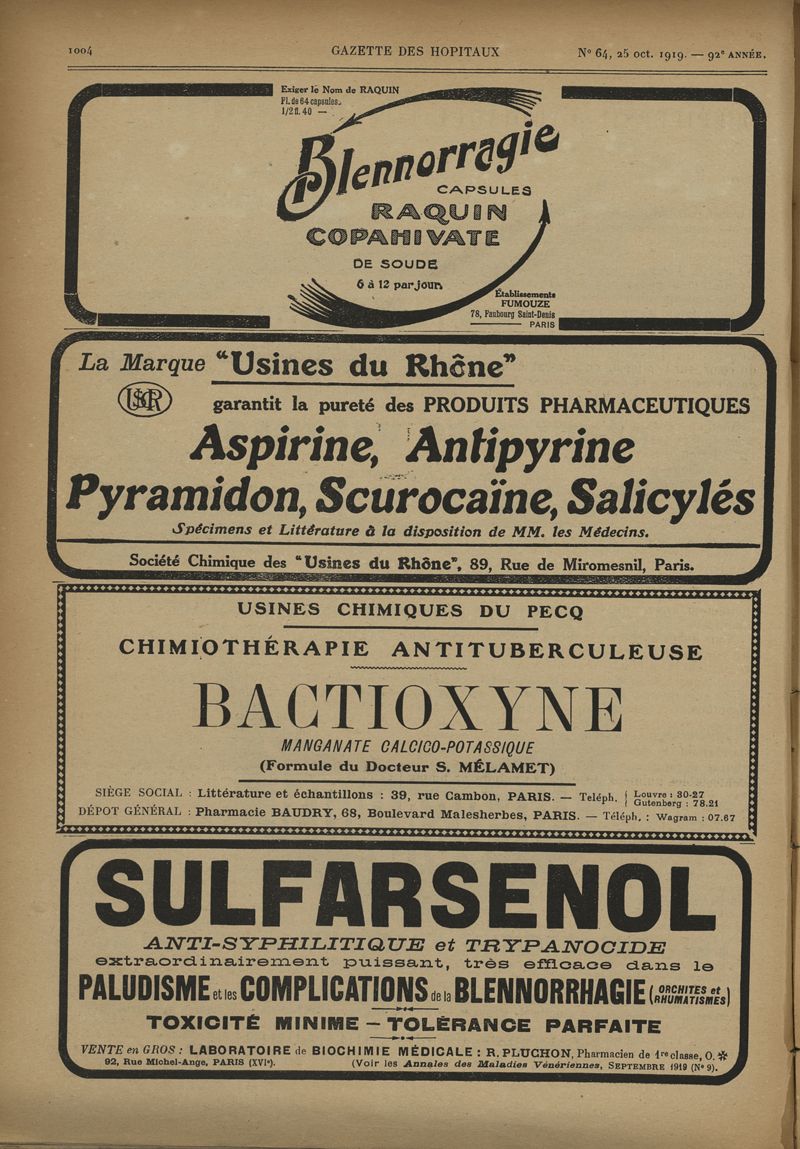 1004
GAZETTE DES HOPITAUX
N° 64, 25 oct. 1919. — 92e ANNÉE.
Exiger le Nom de RAQUIN
Fl. de 64 capsules.
1/2 fl. 40 —
Blennorragie
CAPSULES
RAQUIN
COPAHIVATE
DE SOUDE
6 à 12 par jour.
Établissements
FUMOUZE
78, Faubourg Saint-Denis
PARIS
La Marque "Usines du Rhône"
garantit la pureté des PRODUITS PHARMACEUTIQUES
Aspirine, Antipyrine
Pyramidon, Scurocaïne, Salicylés
Spécimens et Littérature à la disposition de MM. les Médecins.
Société Chimique des "Usines du Rhône", 89, Rue de Miromesnil, Paris.
USINES CHIMIQUES DU PECQ
CHIMIOTHÉRAPIE ANTITUBERCULEUSE
BACTIOXYNE
MANGANATE CALCICO-POTASSIQUE
(Formule du Docteur S. MÉLAMET)
SIÈGE SOCIAL : Littérature et échantillons : 39, rue Cambon, PARIS. — Teléph. { Louvre : 30-27
{ Gutenberg : 78.21
DÉPOT GÉNÉRAL : Pharmacie BAUDRY, 68, Boulevard Malesherbes, PARIS. — Téléph. : Wagram : 07.67
SULFARSENOL
ANTI-SYPHILITIQUE et TRYPANOCIDE
extraordinairement puissant, très efficace dans le
PALUDISME et les COMPLICATIONS de la BLENNORRHAGIE (ORCHITES et RHUMATISMES)
TOXICITÉ MINIME — TOLÉRANCE PARFAITE
VENTE en GROS : LABORATOIRE de BIOCHIMIE MÉDICALE : R. PLUCHON, Pharmacien de 1re classe, O. ✻
92, Rue Michel-Ange, PARIS (XVIe). (Voir les Annales des Maladies Vénériennes, SEPTEMBRE 1919 (N° 9).